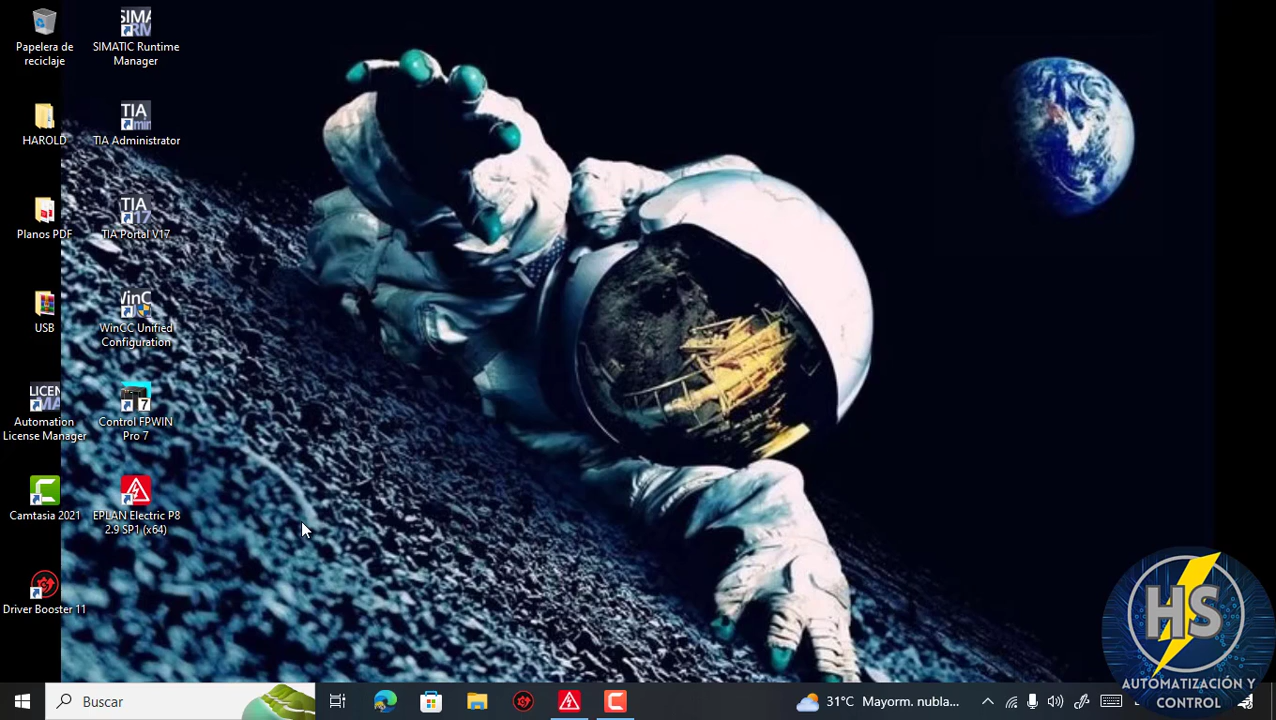 Papelera de
reciclaje
SIMATIC Runtime
Manager
HAROLD
TIA Administrator
Planos PDF
TIA Portal V17
USB
WinCC Unified
Configuration
Automation
License Manager
Control FPWIN
Pro 7
Camtasia 2021
EPLAN Electric P8
2.9 SP1 (x64)
Driver Booster 11
HS
AUTOMATIZACIÓN Y
CONTROL
Buscar
31°C Mayorm. nubla...